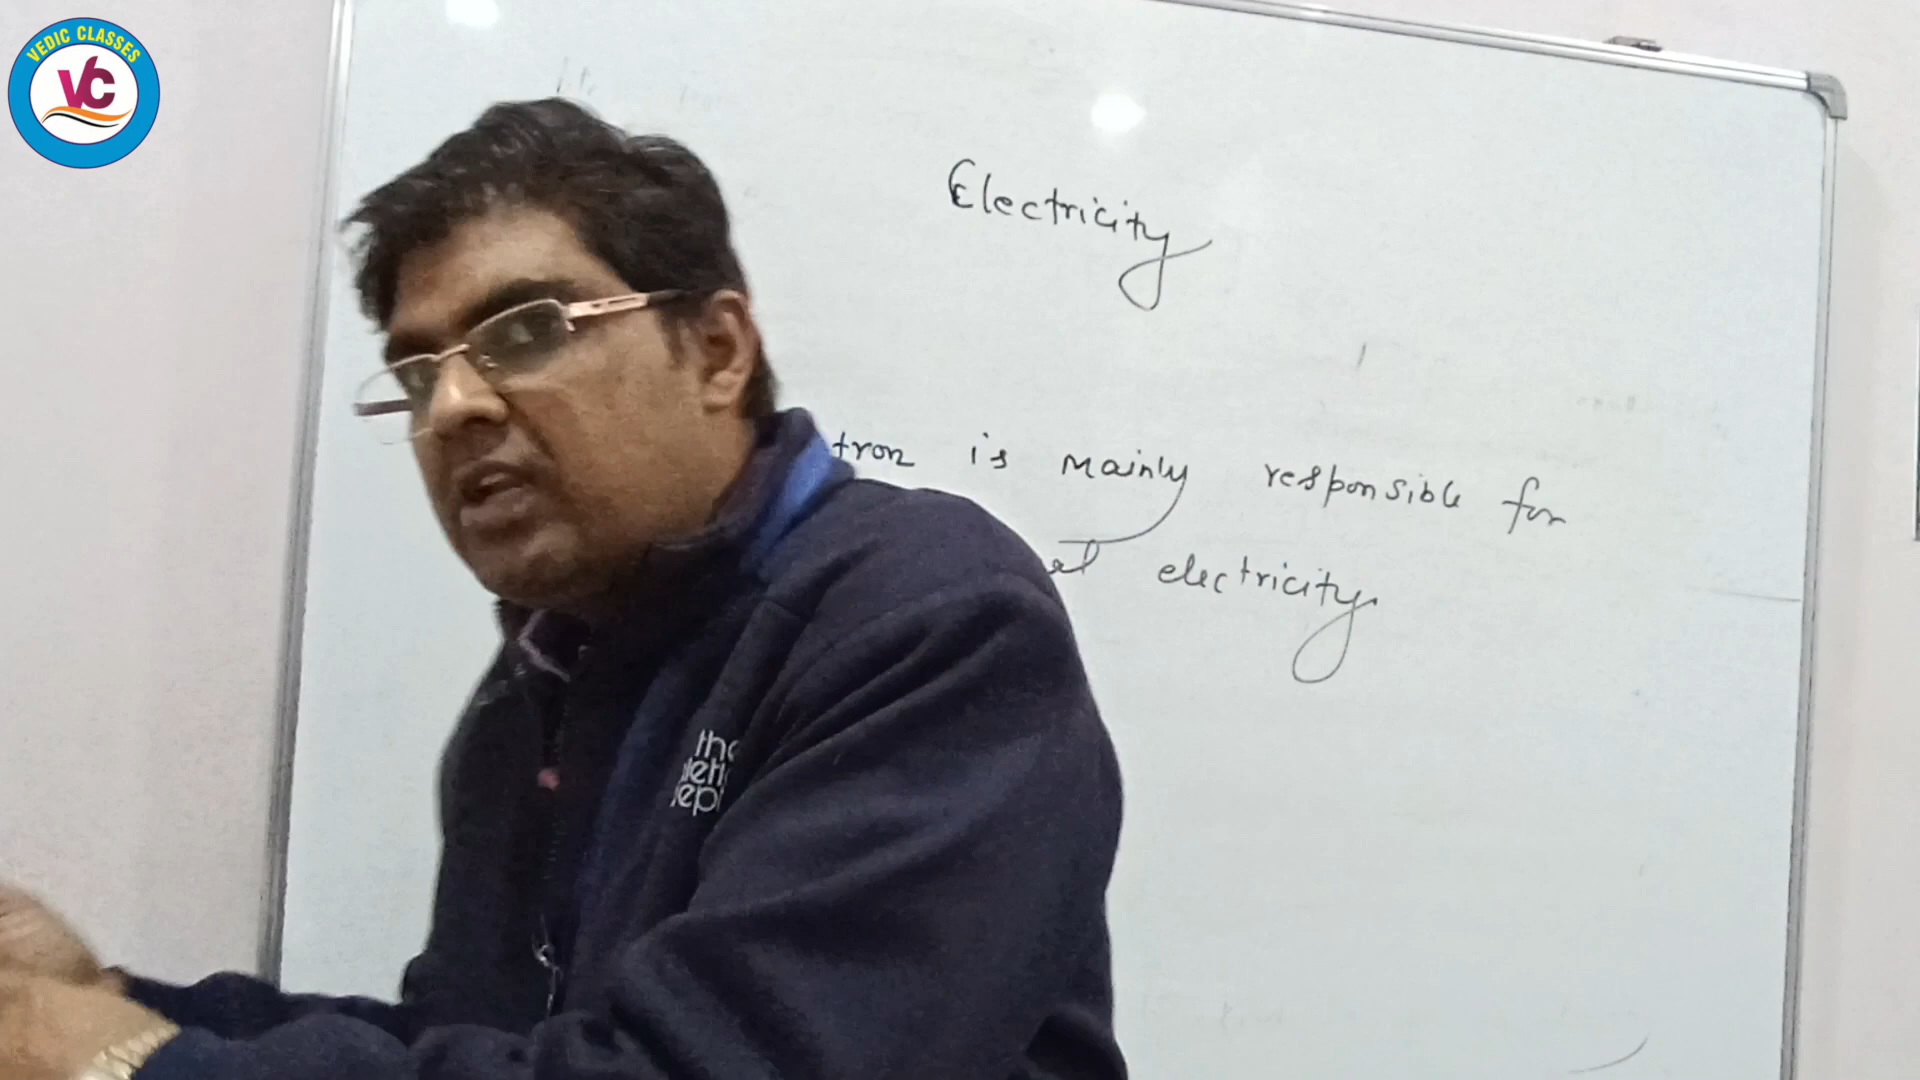 VEDIC CLASSES
VC
Electricity
tron is mainly responsible for
electricity.